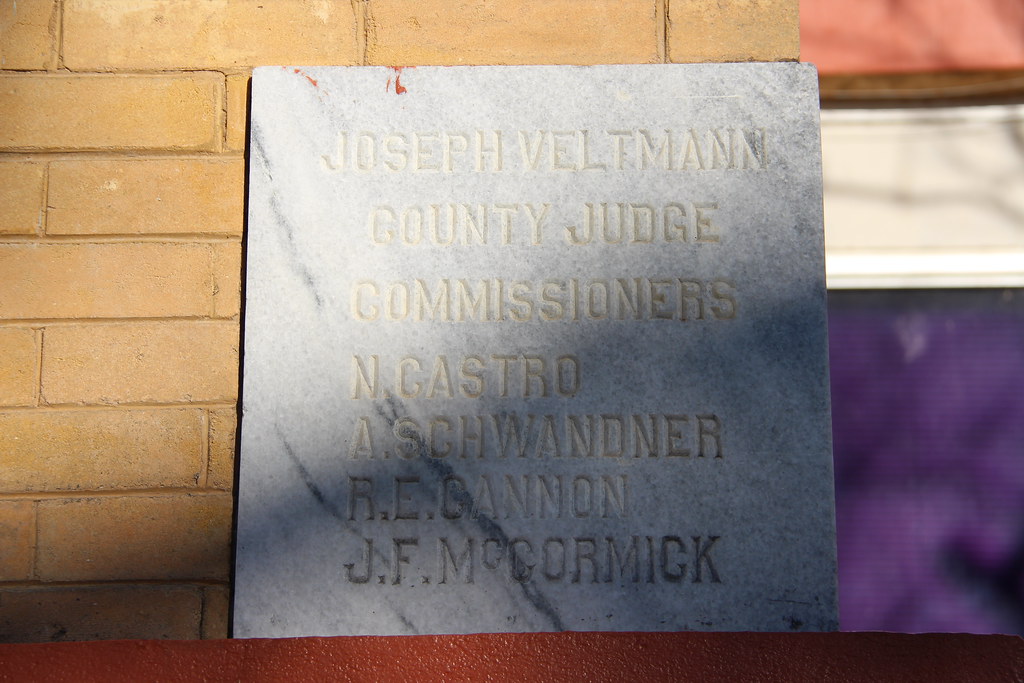 JOSEPH VELTMANN
COUNTY JUDGE
COMMISSIONERS
N. CASTRO
A. SCHWANDNER
R. E. CANNON
J. F. McCORMICK